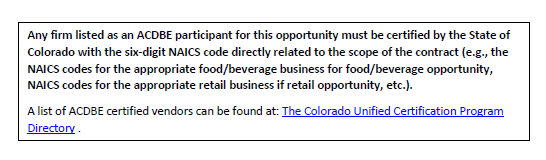 Any firm listed as an ACDBE participant for this opportunity must be certified by the State of
Colorado with the six-digit NAICS code directly related to the scope of the contract (e.g., the
NAICS codes for the appropriate food/beverage business for food/beverage opportunity,
NAICS codes for the appropriate retail business if retail opportunity, etc.).
A list of ACDBE certified vendors can be found at: The Colorado Unified Certification Program
Directory .